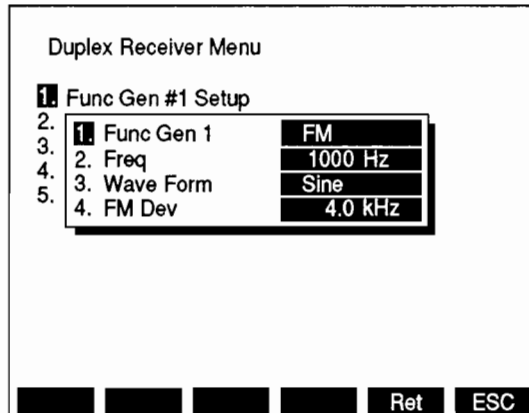 Duplex Receiver Menu
1. Func Gen #1 Setup
2.
3.
4.
5.
1. Func Gen 1 FM
2. Freq 1000 Hz
3. Wave Form Sine
4. FM Dev 4.0 kHz
Ret ESC